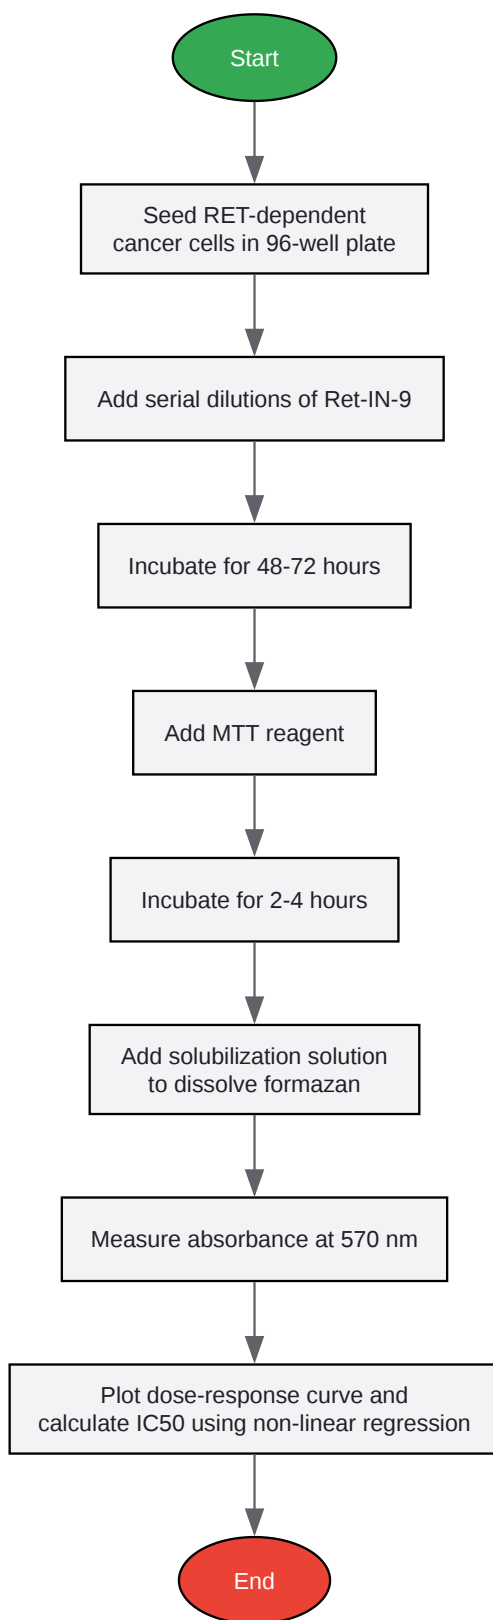 Start
Seed RET-dependent
cancer cells in 96-well plate
Add serial dilutions of Ret-IN-9
Incubate for 48-72 hours
Add MTT reagent
Incubate for 2-4 hours
Add solubilization solution
to dissolve formazan
Measure absorbance at 570 nm
Plot dose-response curve and
calculate IC50 using non-linear regression
End